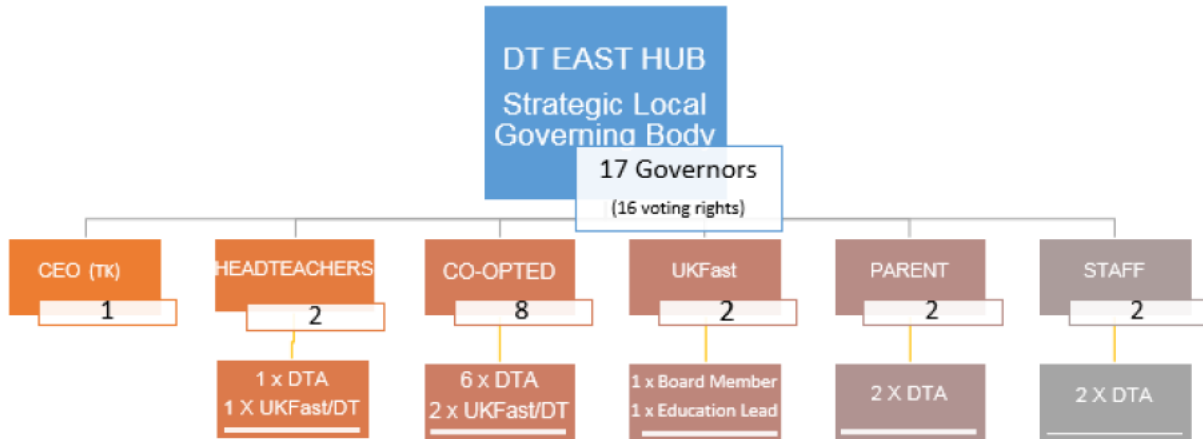 DT EAST HUB
Strategic Local
Governing Body
17 Governors
(16 voting rights)
CEO (TK)
1
HEADTEACHERS
2
CO-OPTED
8
UKFast
2
PARENT
2
STAFF
2
1 x DTA
1 X UKFast/DT
6 x DTA
2 x UKFast/DT
1 x Board Member
1 x Education Lead
2 X DTA
2 X DTA